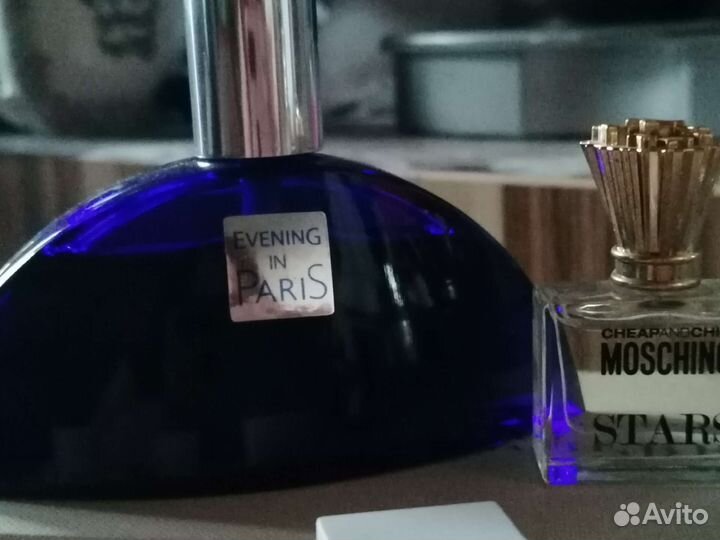 EVENING
IN
PARIS
CHEAPANDCHI
MOSCHINO
STARS
Avito